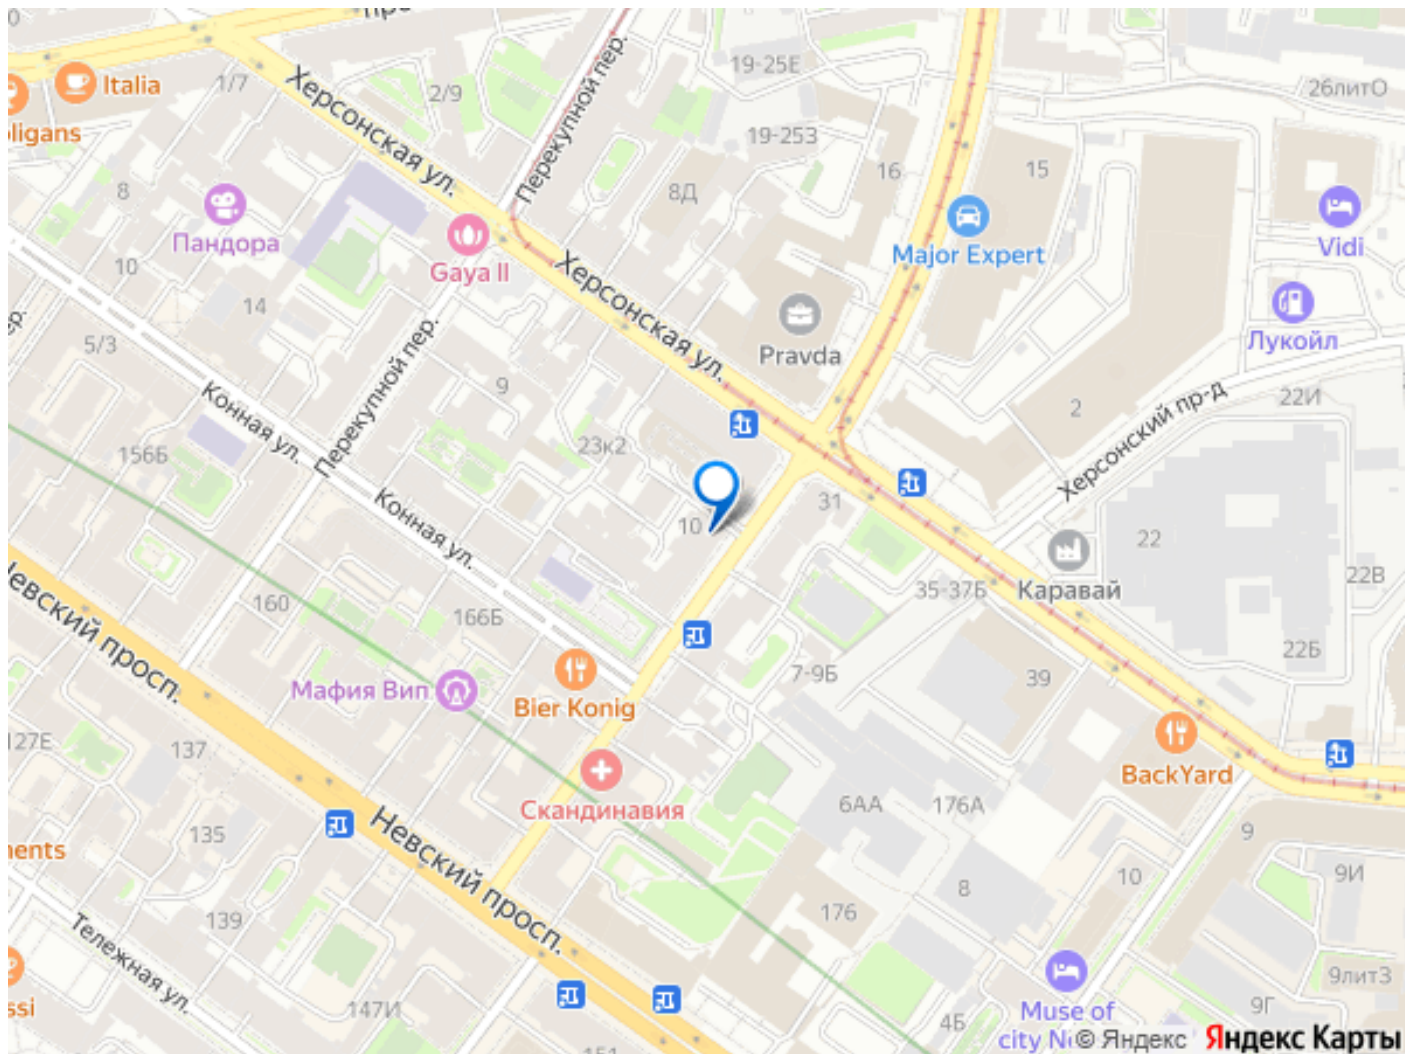 Italia
1/7
Херсонская ул.
2/9
Перекупной пер.
19-25Е
19-253
26литО
16
15
8
8Д
Пандора
Gaya II
Major Expert
Vidi
10
14
5/3
Херсонская ул.
Pravda
Лукойл
9
2
22И
Херсонский пр-д
Перекупной пер.
Конная ул.
156Б
23к2
Конная ул.
10
31
22
22В
Каравай
35-37Б
160
166Б
22Б
Невский просп.
7-9Б
39
Мафия Вип
Bier Konig
127Е
137
BackYard
Скандинавия
6АА
176А
135
Невский просп.
9
10
9И
8
139
176
Тележная ул.
9лит3
147И
Muse of
9Г
4Б
© Яндекс
Яндекс Карты